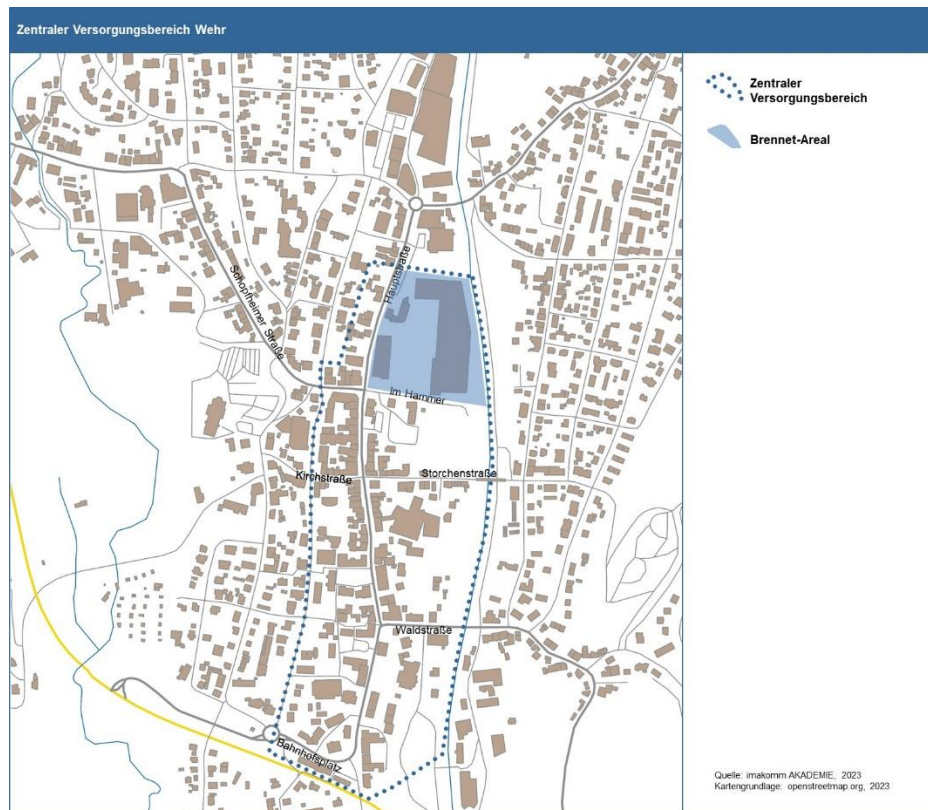 Zentraler Versorgungsbereich Wehr
Zentraler
Versorgungsbereich
Brennet-Areal
Hauptstraße
Schopfheimer Straße
Im Hammer
Kirchstraße
Storchenstraße
Waldstraße
Bahnhofsplatz
Quelle: imakomm AKADEMIE, 2023
Kartengrundlage: openstreetmap.org, 2023